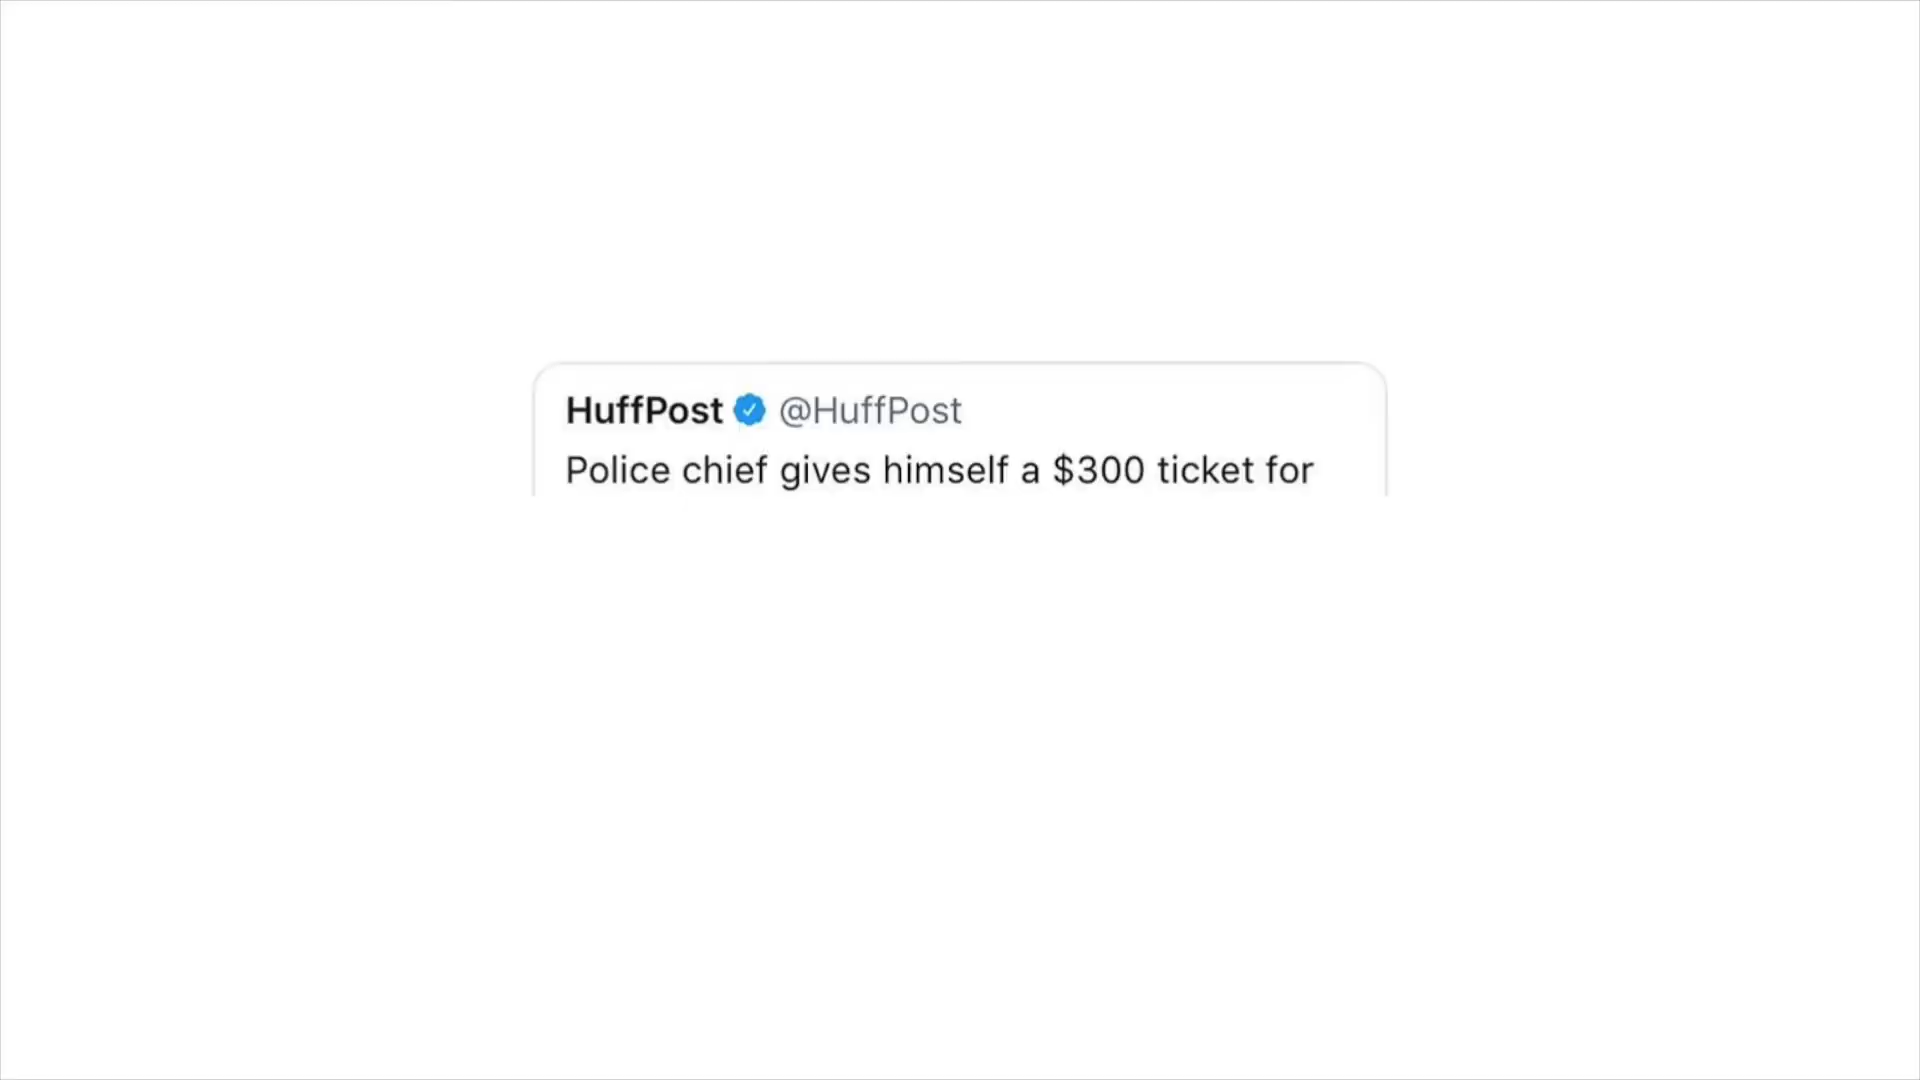 HuffPost @HuffPost
Police chief gives himself a $300 ticket for